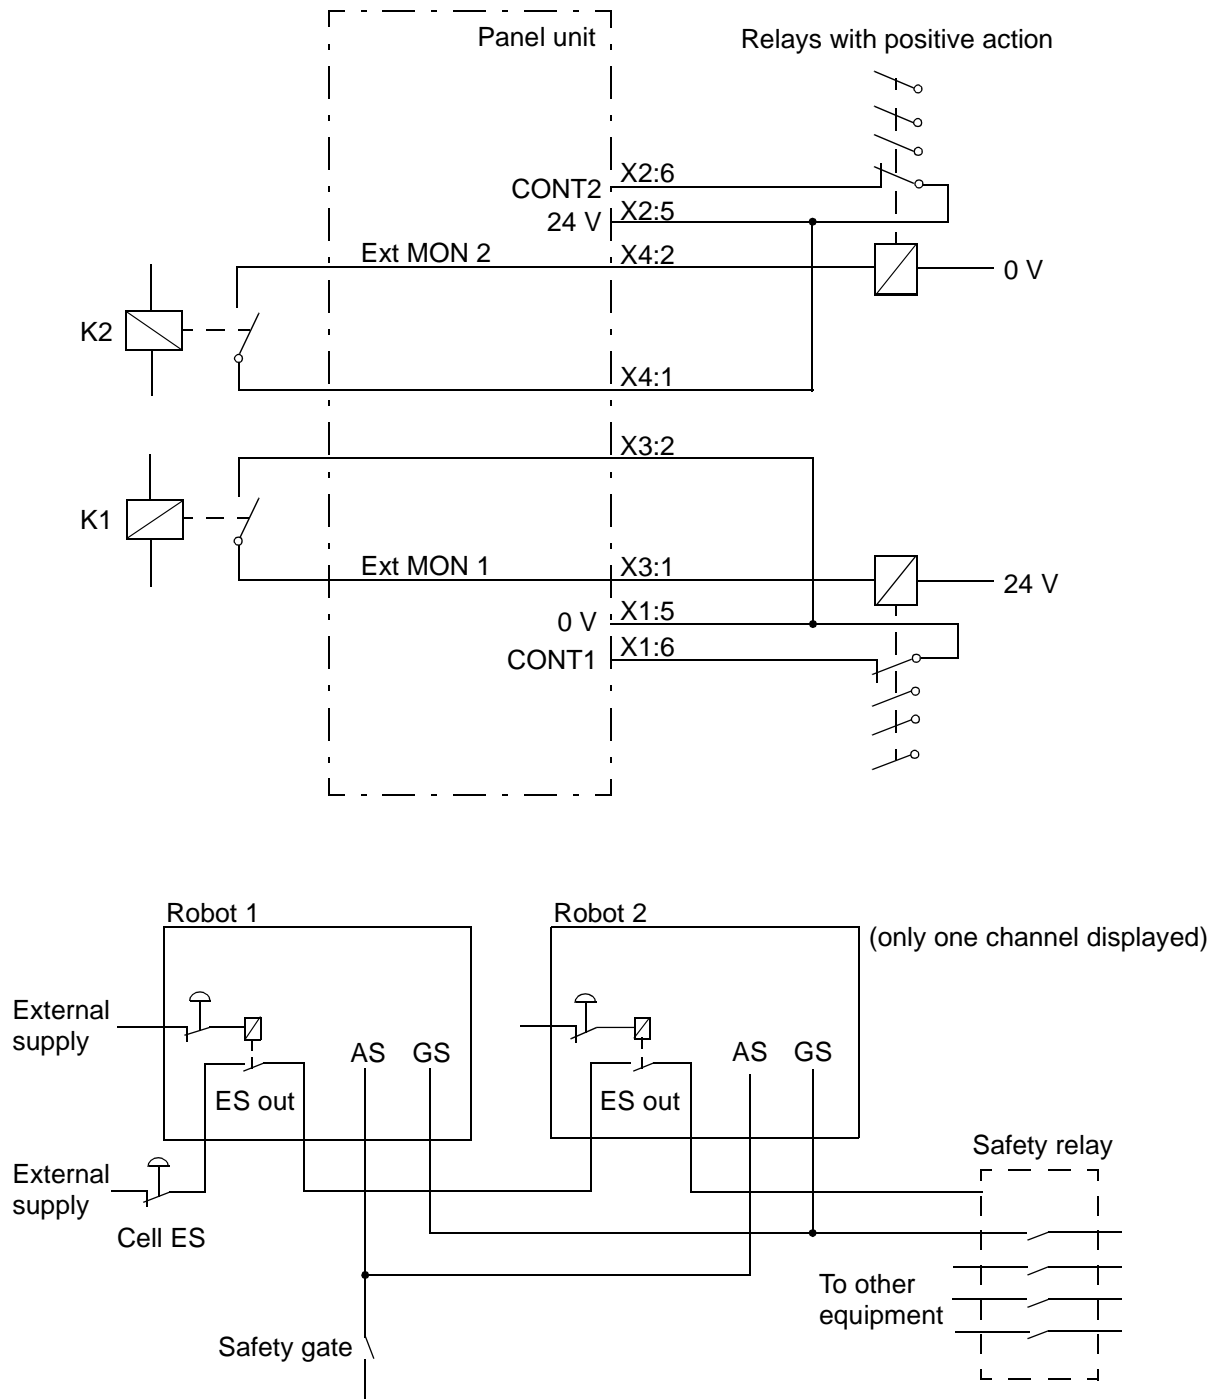 Panel unit
Relays with positive action
X2:6
CONT2
X2:5
24 V
Ext MON 2
X4:2
0 V
K2
X4:1
X3:2
K1
Ext MON 1
X3:1
24 V
X1:5
0 V
X1:6
CONT1
Robot 1
Robot 2
(only one channel displayed)
External
supply
AS
GS
AS
GS
ES out
ES out
Safety relay
External
supply
Cell ES
To other
equipment
Safety gate